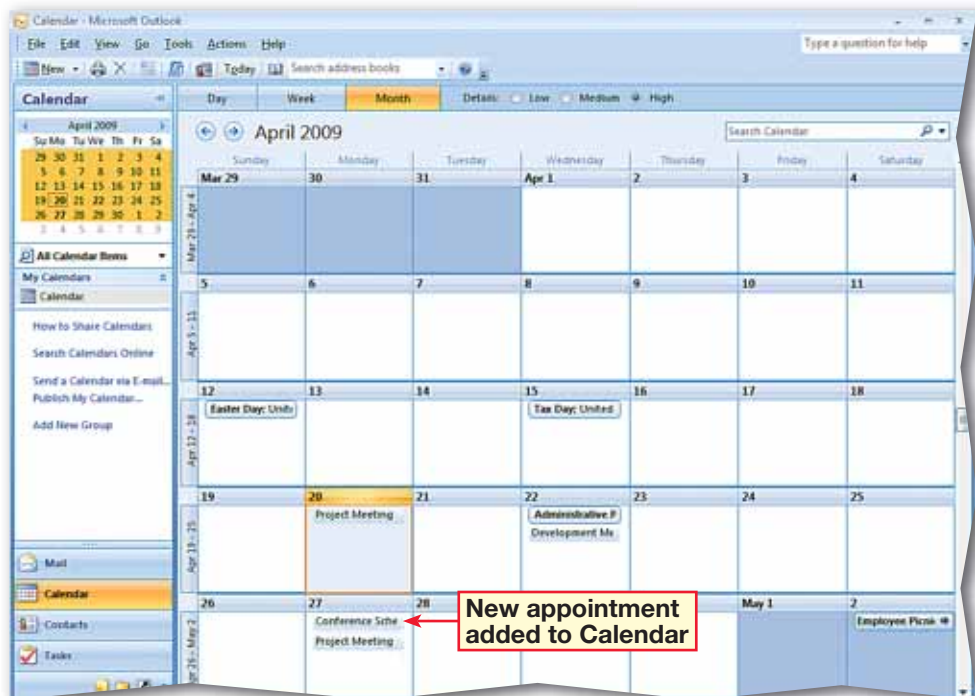 Calendar - Microsoft Outlook
File Edit View Go Tools Actions Help
Type a question for help
New Today Search address books
Calendar
Day Week Month Details: Low Medium High
April 2009
Su Mo Tu We Th Fr Sa
29 30 31 1 2 3 4
5 6 7 8 9 10 11
12 13 14 15 16 17 18
19 20 21 22 23 24 25
26 27 28 29 30 1 2
3 4 5 6 7 8 9
All Calendar Items
My Calendars
Calendar
How to Share Calendars
Search Calendars Online
Send a Calendar via E-mail...
Publish My Calendar...
Add New Group
Mail
Calendar
Contacts
Tasks
April 2009
Search Calendar
Sunday Monday Tuesday Wednesday Thursday Friday Saturday
Mar 29 - Apr 4
Mar 29 30 31 Apr 1 2 3 4
Apr 5 - 11
5 6 7 8 9 10 11
Apr 12 - 18
12 13 14 15 16 17 18
Easter Day; Unit
Tax Day; United
Apr 19 - 25
19 20 21 22 23 24 25
Project Meeting
Administrative P
Development Me
Apr 26 - May 2
26 27 28 May 1 2
Conference Sche
Project Meeting
Employee Picnic
New appointment
added to Calendar